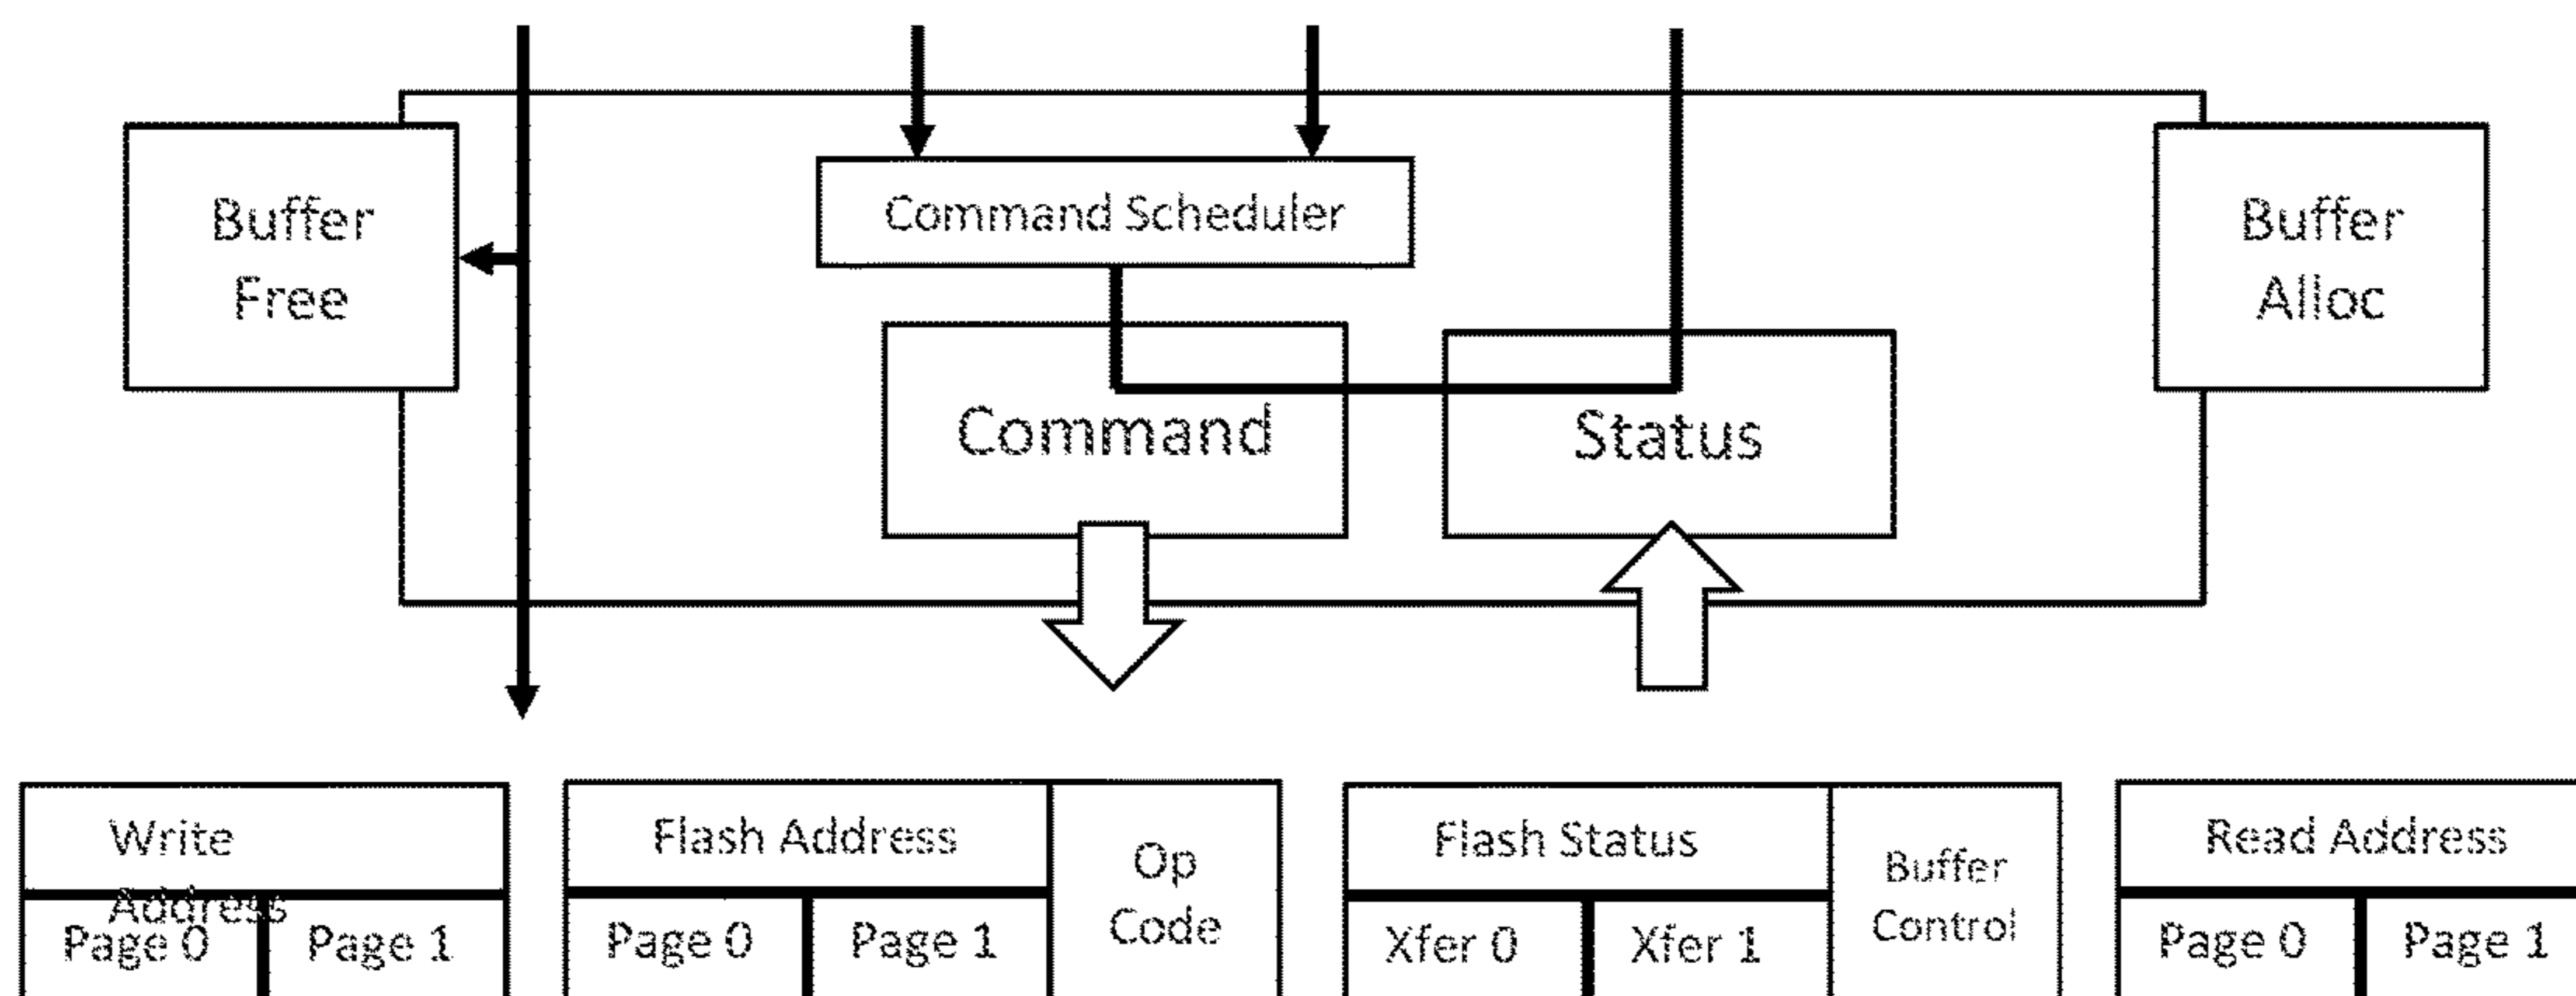 Buffer
Free
Command Scheduler
Buffer
Alloc
Command
Status
Write
Address
Page 0
Page 1
Flash Address
Page 0
Page 1
Op
Code
Flash Status
Xfer 0
Xfer 1
Buffer
Control
Read Address
Page 0
Page 1